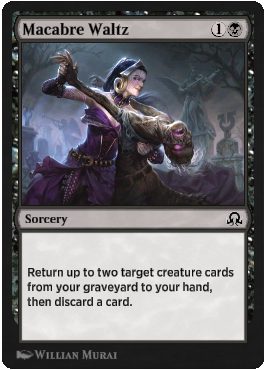 Macabre Waltz 1
Sorcery
Return up to two target creature cards
from your graveyard to your hand,
then discard a card.
WILLIAN MURAI